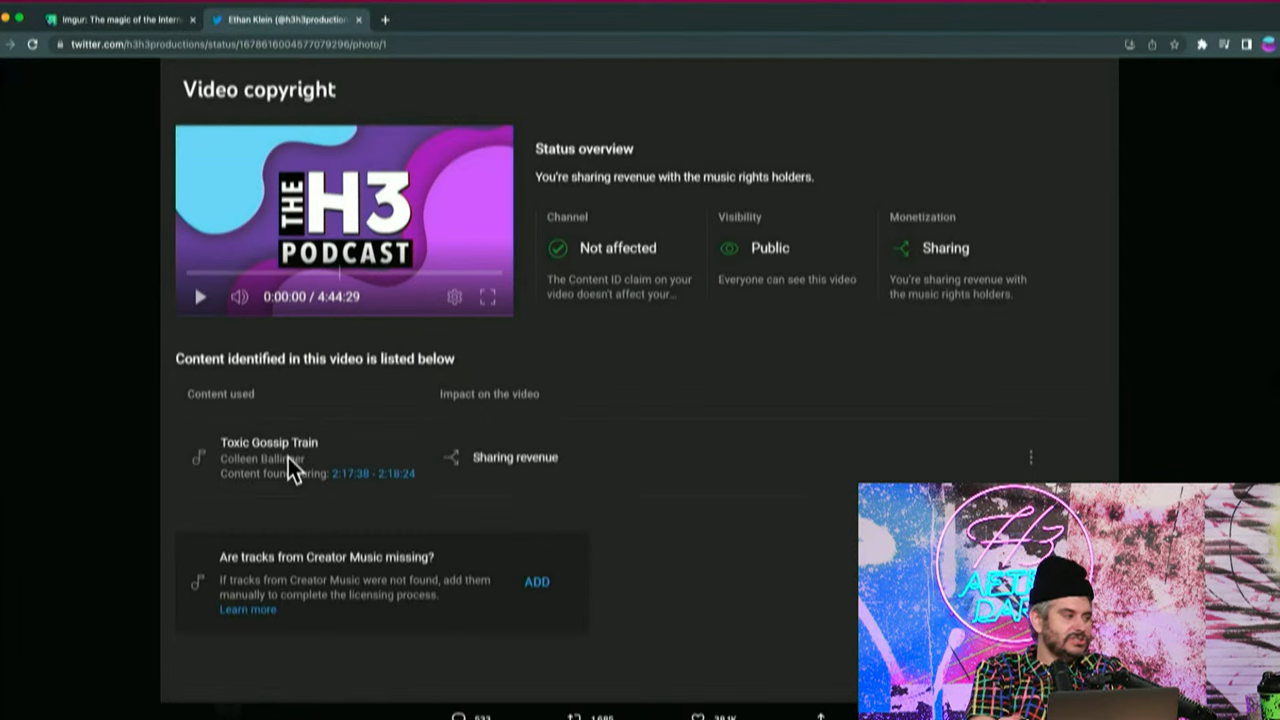 Imgur: The magic of the Intern
Ethan Klein (@h3h3production
twitter.com/h3h3productions/status/1678616004577079296/photo/1
Video copyright
THE H3
PODCAST
0:00:00 / 4:44:29
Status overview
You're sharing revenue with the music rights holders.
Channel
Not affected
The Content ID claim on your
video doesn't affect your...
Visibility
Public
Everyone can see this video
Monetization
Sharing
You're sharing revenue with
the music rights holders.
Content identified in this video is listed below
Content used Impact on the video
Toxic Gossip Train
Colleen
Content 2:17:38 - 2:18:24
Sharing revenue
Are tracks from Creator Music missing?
If tracks from Creator Music were not found, add them
manually to complete the licensing process.
Learn more
ADD
H3